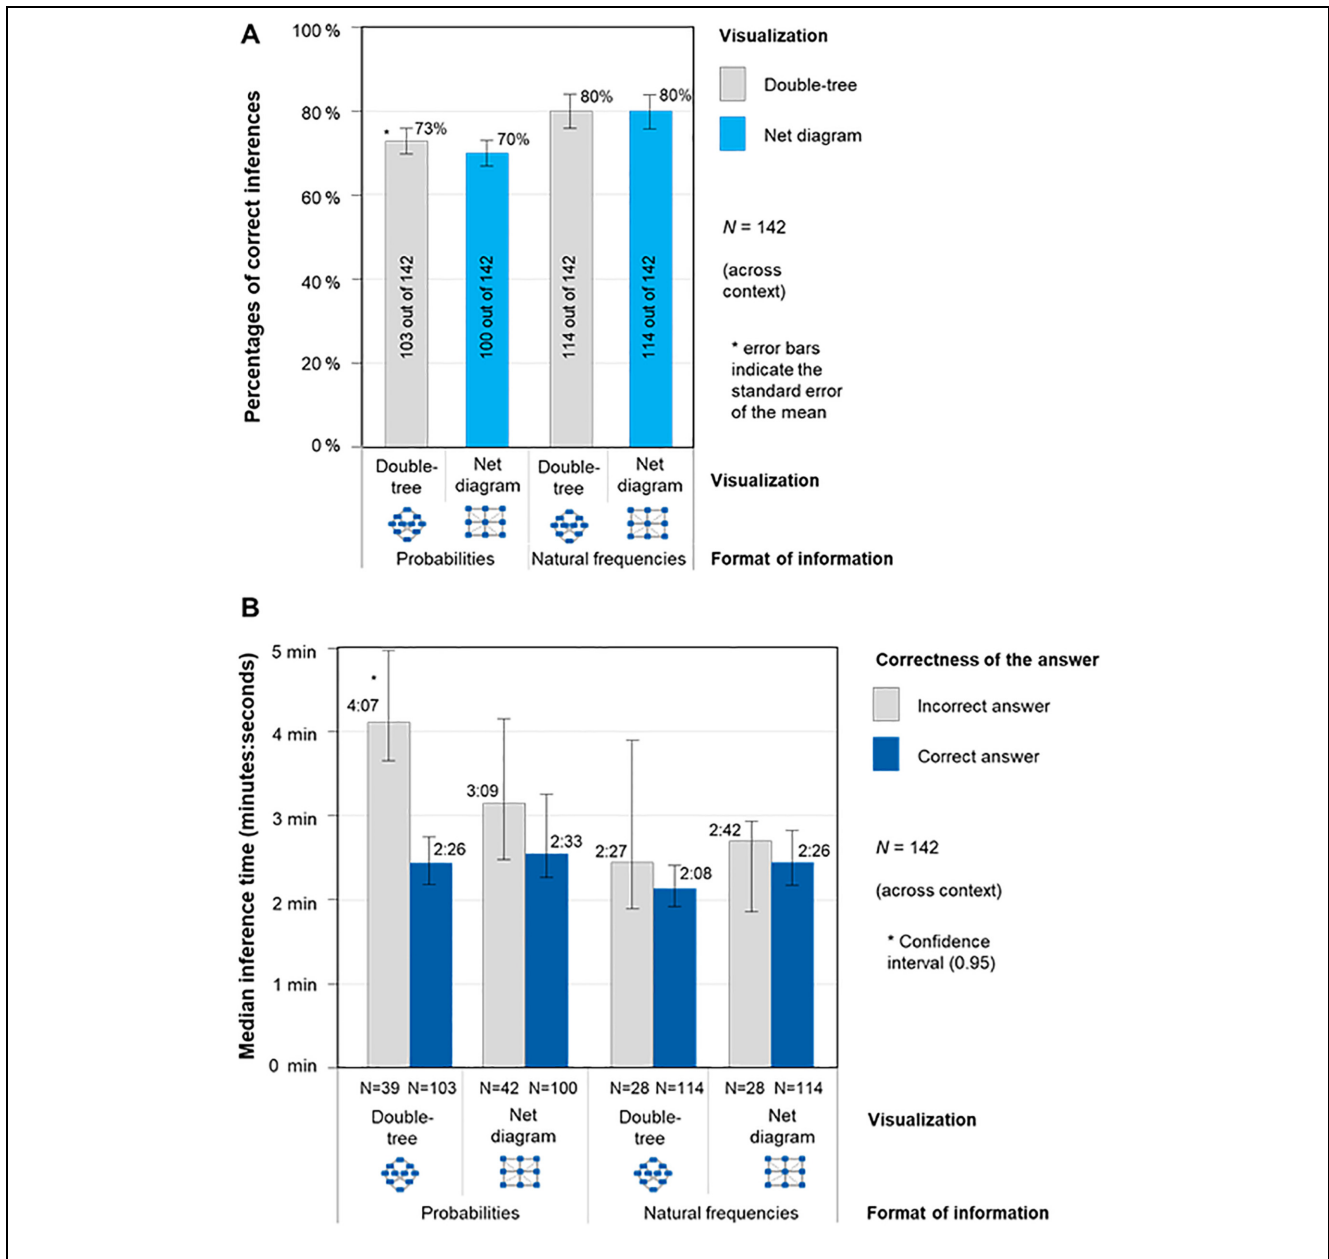 A
100 %
80 %
60 %
40 %
20 %
0 %
Percentages of correct inferences
*
73%
70%
80%
80%
103 out of 142
100 out of 142
114 out of 142
114 out of 142
Visualization
Double-tree
Net diagram
N = 142
(across
context)
* error bars
indicate the
standard error
of the mean
Double-
tree
Net
diagram
Double-
tree
Net
diagram
Visualization
Probabilities
Natural frequencies
Format of information
B
5 min
4 min
3 min
2 min
1 min
0 min
Median inference time (minutes:seconds)
*
4:07
2:26
3:09
2:33
2:27
2:08
2:42
2:26
Correctness of the answer
Incorrect answer
Correct answer
N = 142
(across context)
* Confidence
interval (0.95)
N=39 N=103 N=42 N=100 N=28 N=114 N=28 N=114
Double-
tree
Net
diagram
Double-
tree
Net
diagram
Visualization
Probabilities
Natural frequencies
Format of information